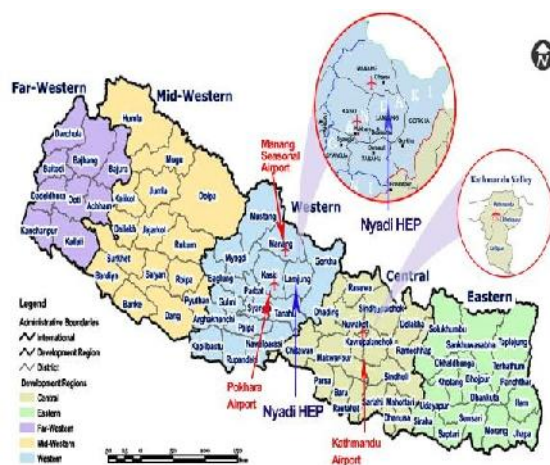 N
Far-Western
Mid-Western
Western
Central
Eastern
Manang
Seasonal
Airport
Nyadi HEP
Kathmandu Valley
Darchula
Bajhang
Humla
Baitadi
Bajura
Mugu
Dadeldhura
Doti
Achham
Kalikot
Jumla
Dolpa
Kanchanpur
Kailali
Dailekh
Jajarkot
Mustang
Manang
Surkhet
Rukum
Myagdi
Gorkha
Bardiya
Salyan
Rolpa
Baglung
Kaski
Lamjung
Rasuwa
Banke
Pyuthan
Gulmi
Parbat
Syangja
Sindhupalchok
Dang
Arghakhanchi
Tanahu
Dhading
Nuwakot
Dolakha
Solukhumbu
Sankhuwasabha
Taplejung
Palpa
Kavrepalanchok
Kapilbastu
Rupandehi
Nawalparasi
Chitawan
Makwanpur
Ramechhap
Okhaldhunga
Terhathum
Khotang
Bhojpur
Panchthar
Parsa
Bara
Rautahat
Sindhuli
Sarlahi
Mahottari
Dhanusa
Siraha
Udayapur
Dhankuta
Ilam
Saptari
Sunsari
Morang
Jhapa
Pokhara
Airport
Nyadi HEP
Kathmandu
Airport
Legend
Administrative Boundaries
International
Development Region
District
Development Regions
Central
Eastern
Far-Western
Mid-Western
Western